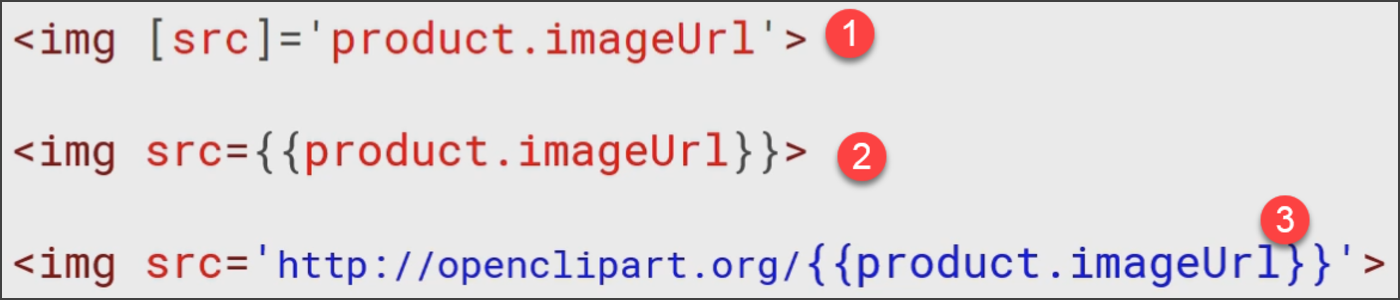 <img [src]='product.imageUrl'> 1
<img src={{product.imageUrl}}> 2
3
<img src='http://openclipart.org/{{product.imageUrl}}'>